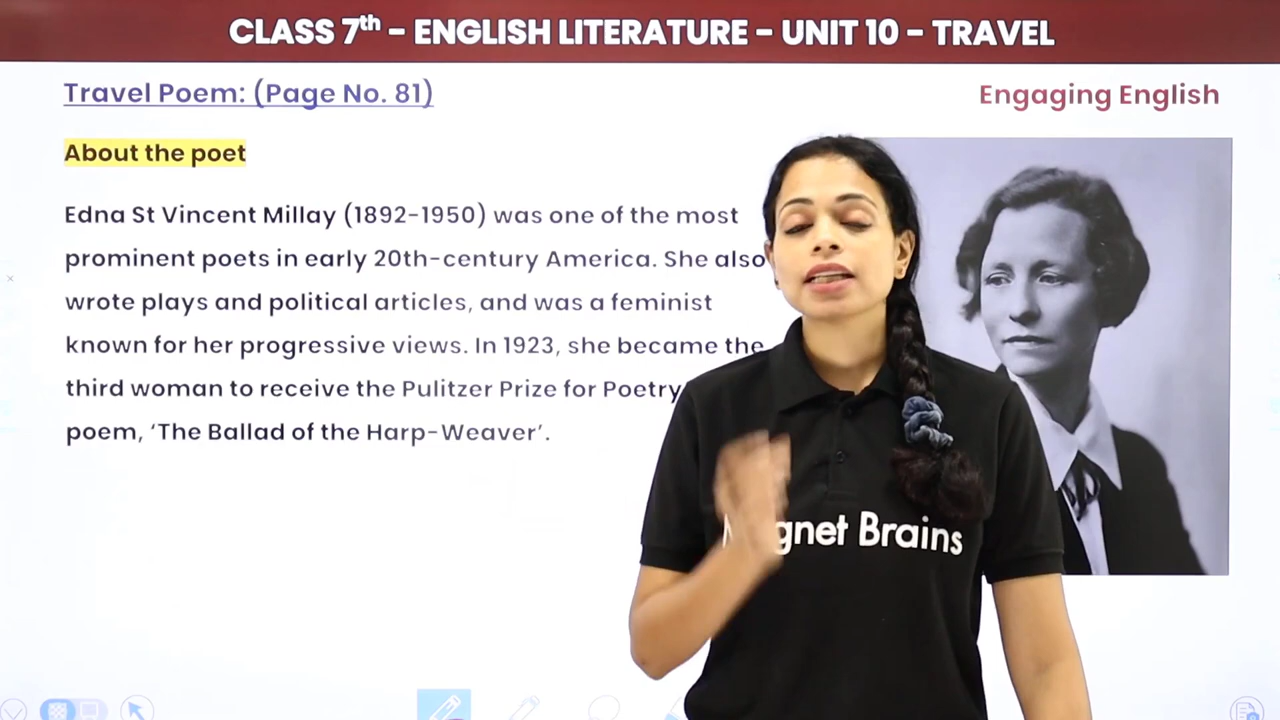 CLASS 7th - ENGLISH LITERATURE - UNIT 10 - TRAVEL
Travel Poem: (Page No. 81)
Engaging English
About the poet
Edna St Vincent Millay (1892-1950) was one of the most
prominent poets in early 20th-century America. She also
wrote plays and political articles, and was a feminist
known for her progressive views. In 1923, she became the
third woman to receive the Pulitzer Prize for Poetry
poem, ‘The Ballad of the Harp-Weaver’.
Brains